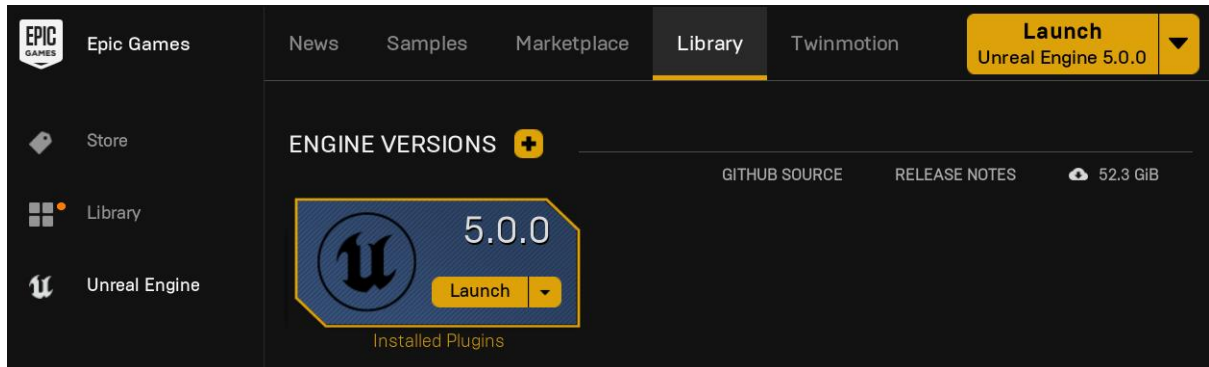 EPIC
GAMES
Epic Games
News Samples Marketplace Library Twinmotion
Launch
Unreal Engine 5.0.0
Store
Library
Unreal Engine
ENGINE VERSIONS
GITHUB SOURCE RELEASE NOTES 52.3 GiB
5.0.0
Launch
Installed Plugins